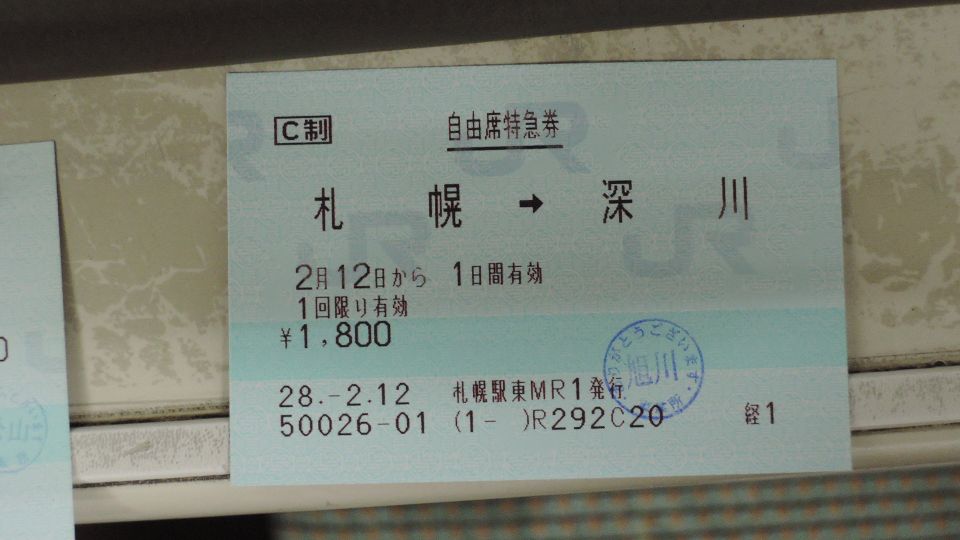 C制 自由席特急券
札幌 → 深川
2月12日から 1日間有効
1回限り有効
¥1,800
28.-2.12 札幌駅東MR1発行
50026-01 (1- )R292C20 経1
旭川
JR